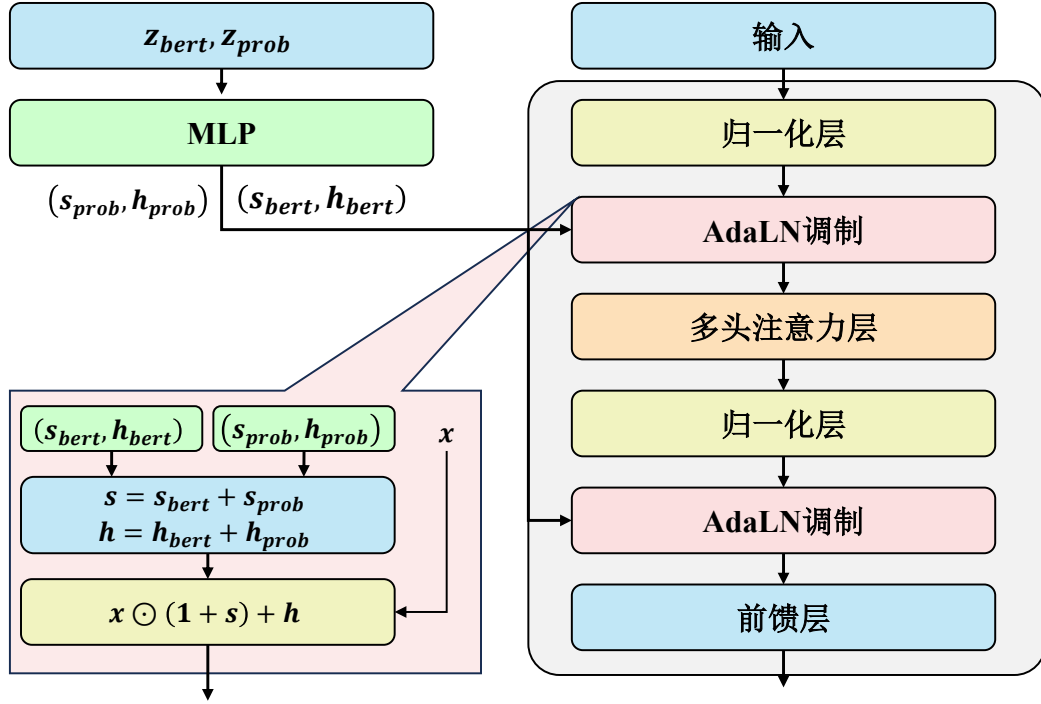 z_bert, z_prob
MLP
(s_prob, h_prob) (s_bert, h_bert)
(s_bert, h_bert) (s_prob, h_prob) x
s = s_bert + s_prob
h = h_bert + h_prob
x ⊙ (1 + s) + h
输入
归一化层
AdaLN调制
多头注意力层
归一化层
AdaLN调制
前馈层